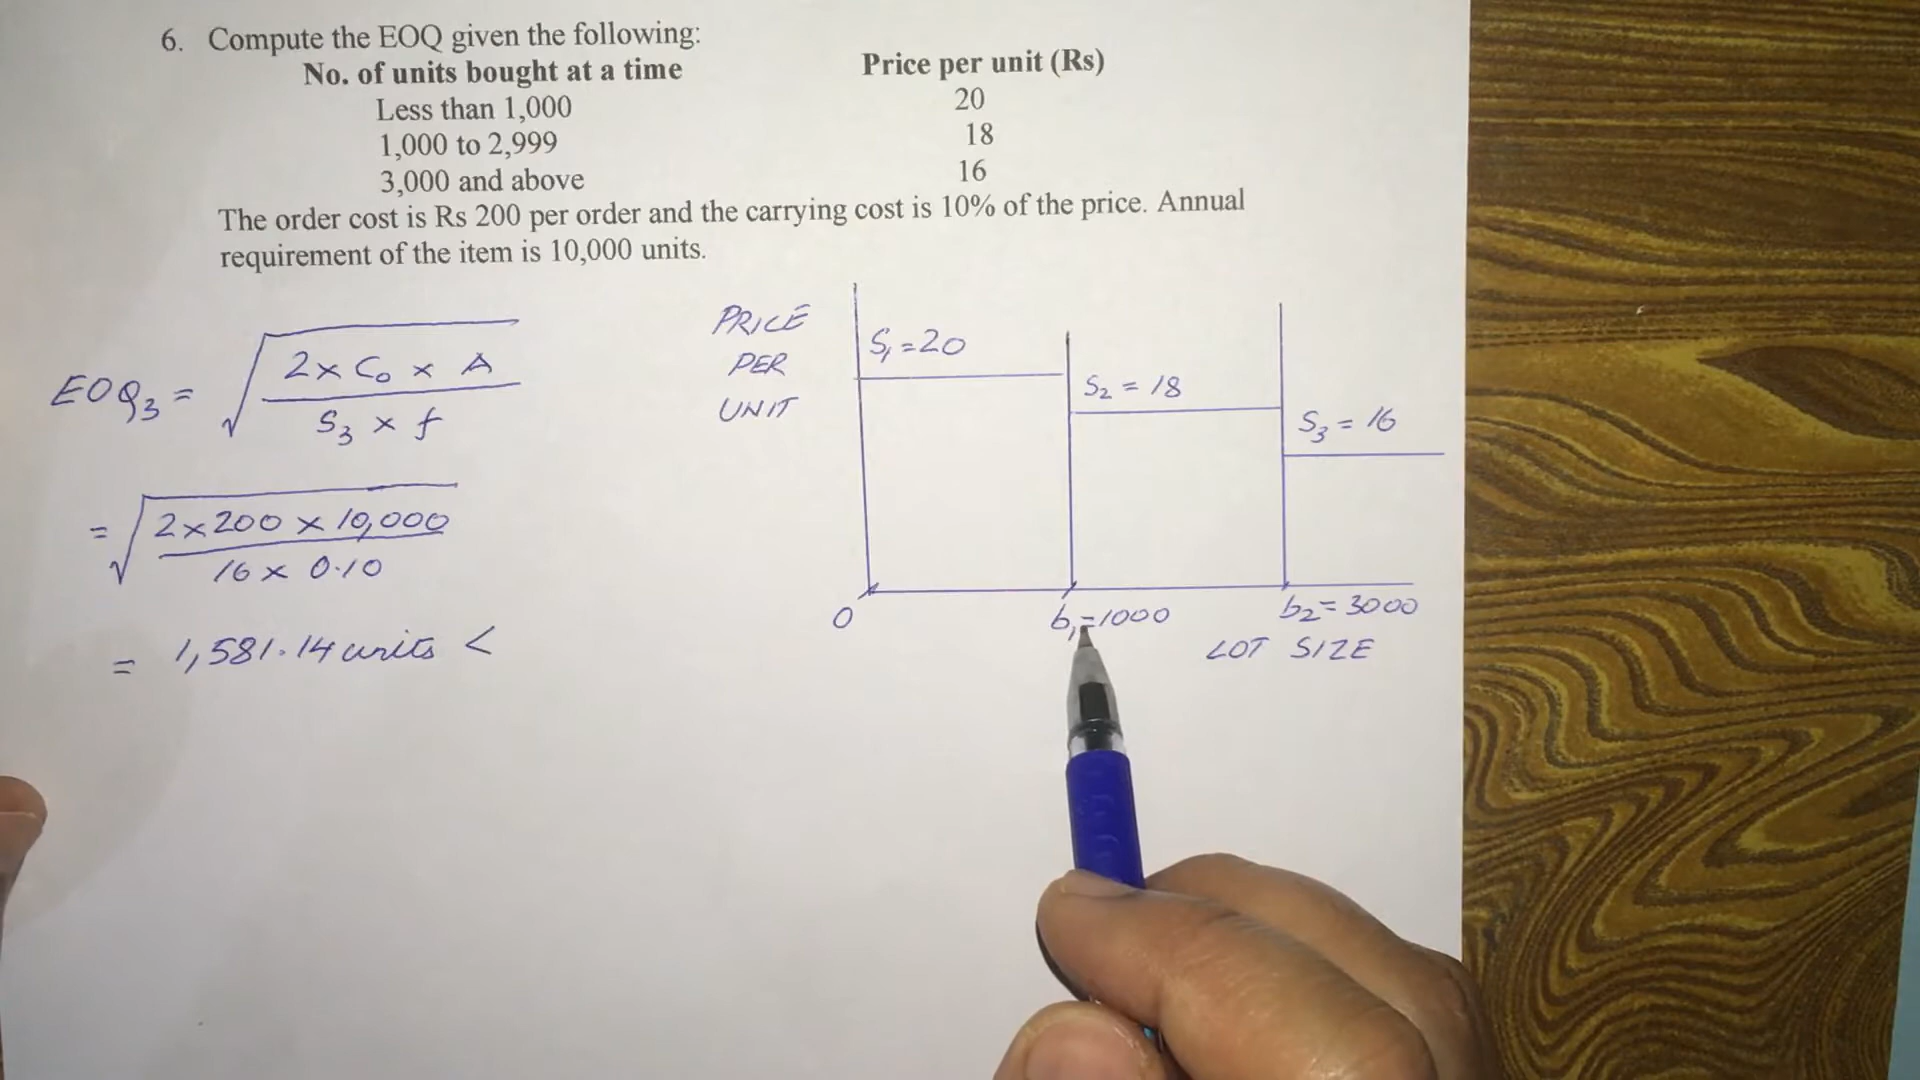 6. Compute the EOQ given the following:
No. of units bought at a time Price per unit (Rs)
Less than 1,000 20
1,000 to 2,999 18
3,000 and above 16
The order cost is Rs 200 per order and the carrying cost is 10% of the price. Annual
requirement of the item is 10,000 units.
EOQ₃ = √ 2 x C₀ x A
S₃ x f
= √ 2 x 200 x 10,000
16 x 0.10
= 1,581.14 units <
PRICE
PER
UNIT
S₁ = 20
S₂ = 18
S₃ = 16
0 b₁=1000 b₂=3000
LOT SIZE